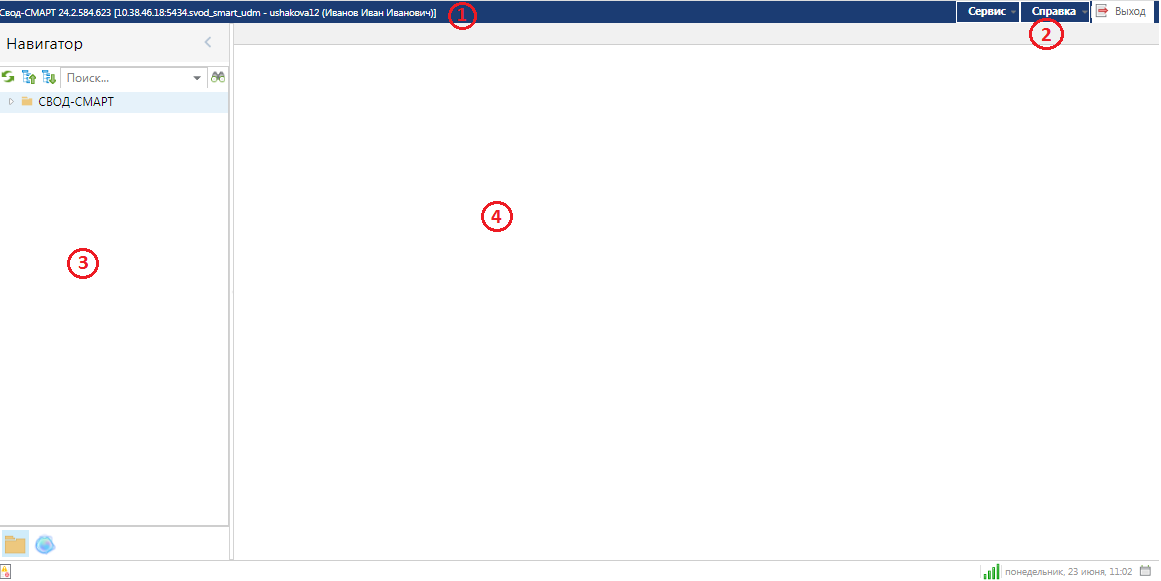 Свод-СМАРТ 24.2.584.623 [10.38.46.18:5434.svod_smart_udm - ushakova12 (Иванов Иван Иванович)]
1
Сервис
Справка
Выход
2
Навигатор
Поиск...
СВОД-СМАРТ
4
3
понедельник, 23 июня, 11:02